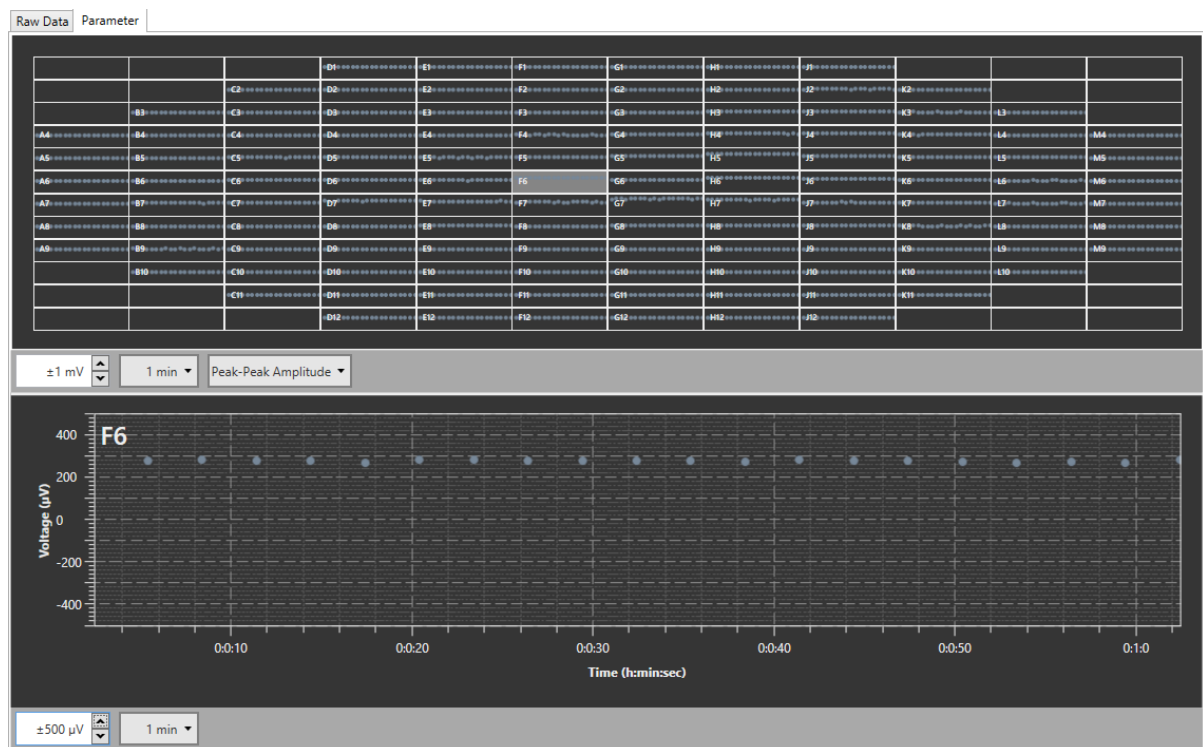 Raw Data Parameter
D1 E1 F1 G1 H1 J1
C2 D2 E2 F2 G2 H2 J2 K2
B3 C3 D3 E3 F3 G3 H3 J3 K3 L3
A4 B4 C4 D4 E4 F4 G4 H4 J4 K4 L4 M4
A5 B5 C5 D5 E5 F5 G5 H5 J5 K5 L5 M5
A6 B6 C6 D6 E6 F6 G6 H6 J6 K6 L6 M6
A7 B7 C7 D7 E7 F7 G7 H7 J7 K7 L7 M7
A8 B8 C8 D8 E8 F8 G8 H8 J8 K8 L8 M8
A9 B9 C9 D9 E9 F9 G9 H9 J9 K9 L9 M9
B10 C10 D10 E10 F10 G10 H10 J10 K10 L10
C11 D11 E11 F11 G11 H11 J11 K11
D12 E12 F12 G12 H12 J12
±1 mV 1 min Peak-Peak Amplitude
F6
400
200
0
-200
-400
Voltage (µV)
0:0:10 0:0:20 0:0:30 0:0:40 0:0:50 0:1:0
Time (h:min:sec)
±500 µV 1 min